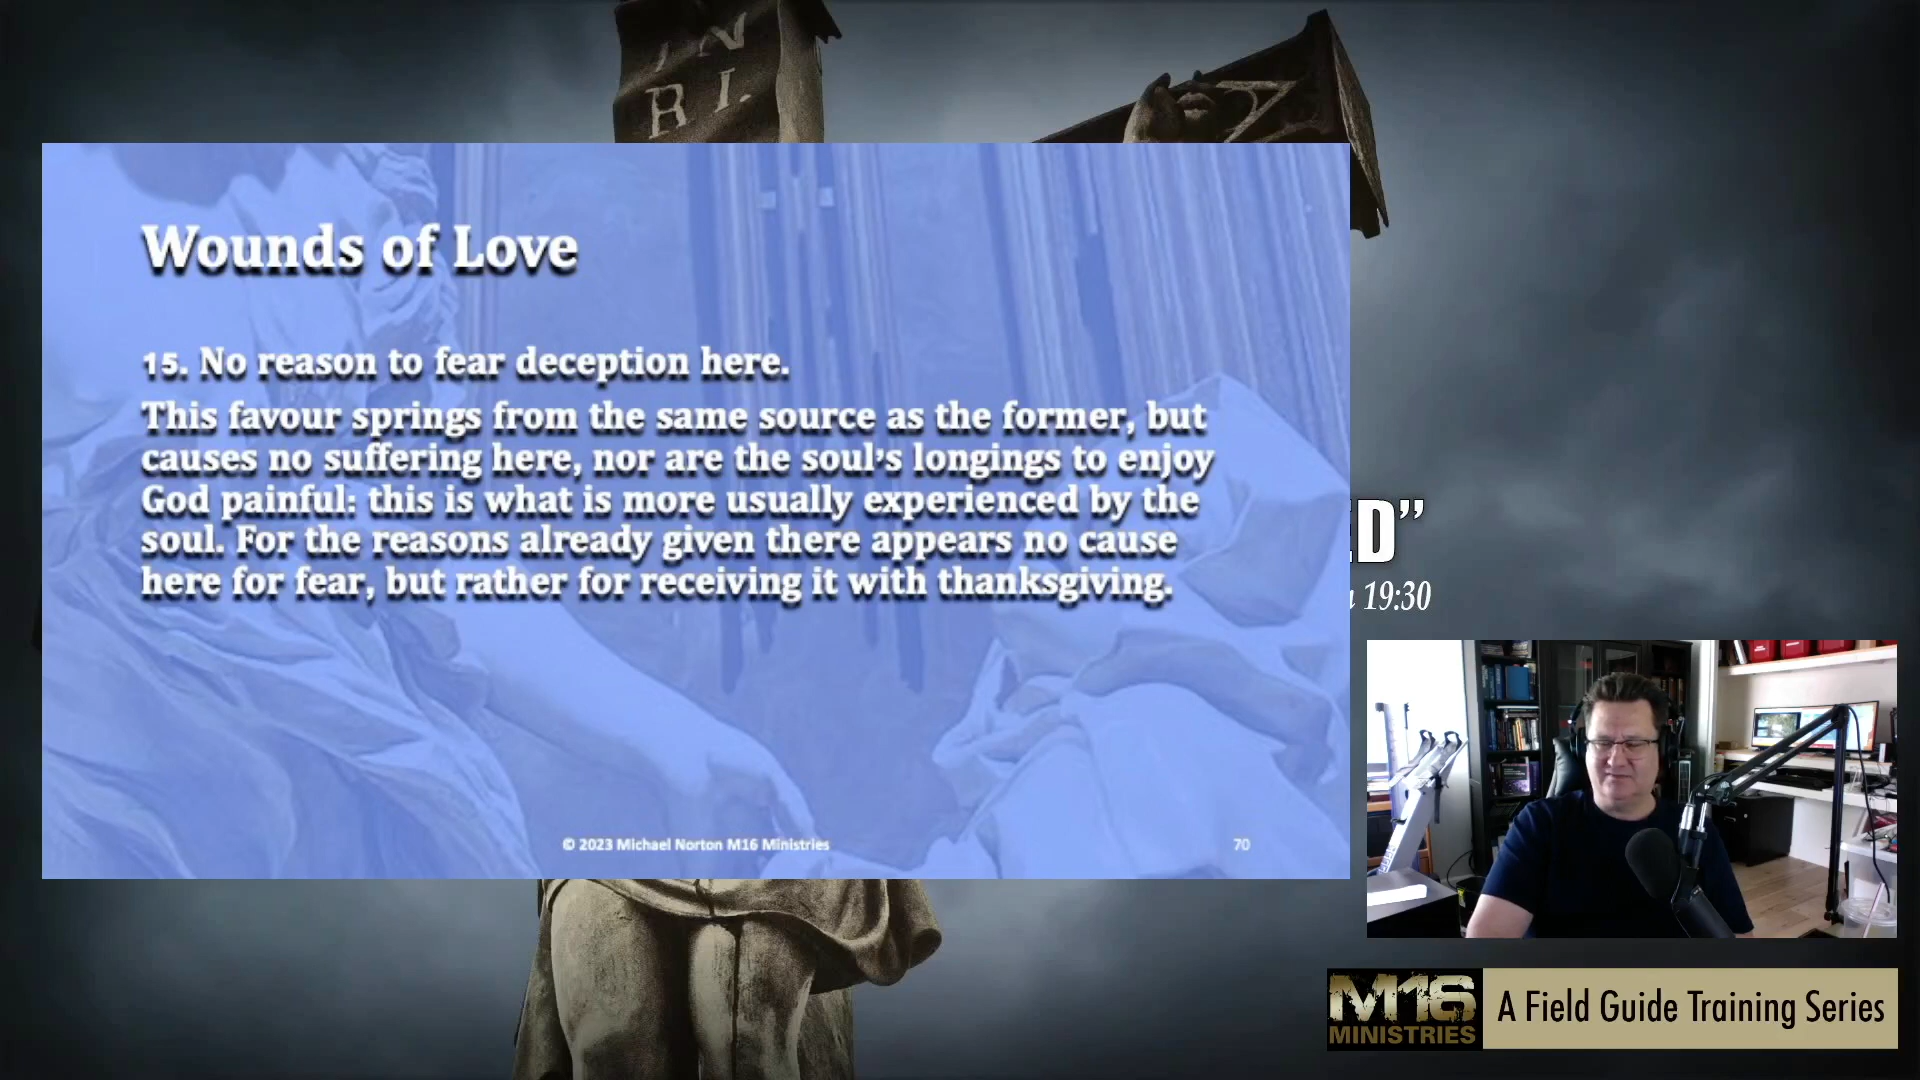 IN
RI.
Wounds of Love
15. No reason to fear deception here.
This favour springs from the same source as the former, but
causes no suffering here, nor are the soul's longings to enjoy
God painful: this is what is more usually experienced by the
soul. For the reasons already given there appears no cause
here for fear, but rather for receiving it with thanksgiving.
© 2023 Michael Norton M16 Ministries
70
ED”
19:30
M16
MINISTRIES
A Field Guide Training Series